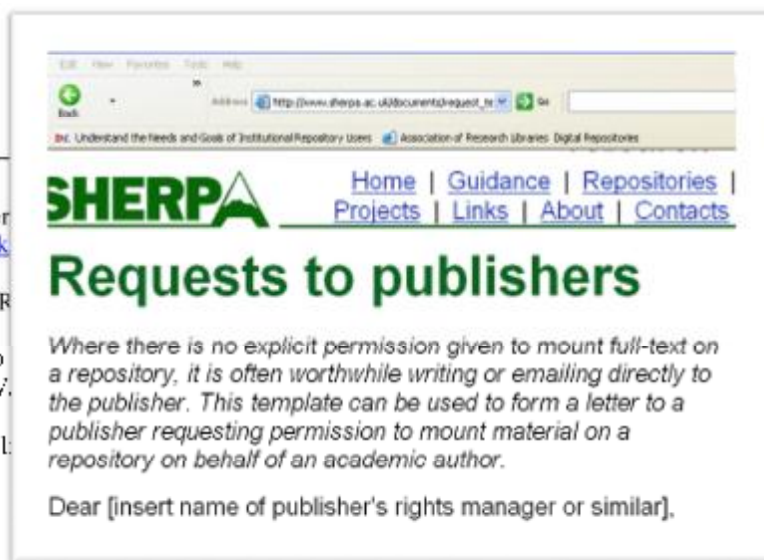 Edit View Favorites Tools Help
»
Back
Address http://www.sherpa.ac.uk/documents/request_
Go
Understand the Needs and Goals of Institutional Repository Users Association of Research Libraries Digital Repositories
SHERPA
Home | Guidance | Repositories |
Projects | Links | About | Contacts
Requests to publishers
Where there is no explicit permission given to mount full-text on
a repository, it is often worthwhile writing or emailing directly to
the publisher. This template can be used to form a letter to a
publisher requesting permission to mount material on a
repository on behalf of an academic author.
Dear [insert name of publisher's rights manager or similar],